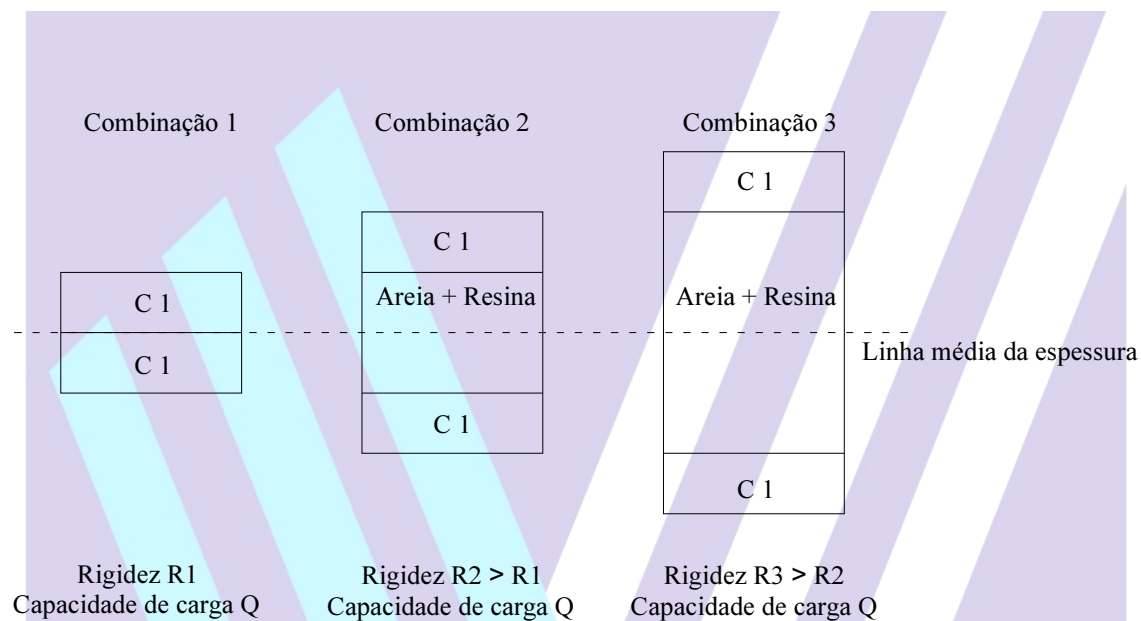 Combinação 1
C 1
C 1
Rigidez R1
Capacidade de carga Q
Combinação 2
C 1
Areia + Resina
C 1
Rigidez R2 > R1
Capacidade de carga Q
Combinação 3
C 1
Areia + Resina
C 1
Rigidez R3 > R2
Capacidade de carga Q
Linha média da espessura